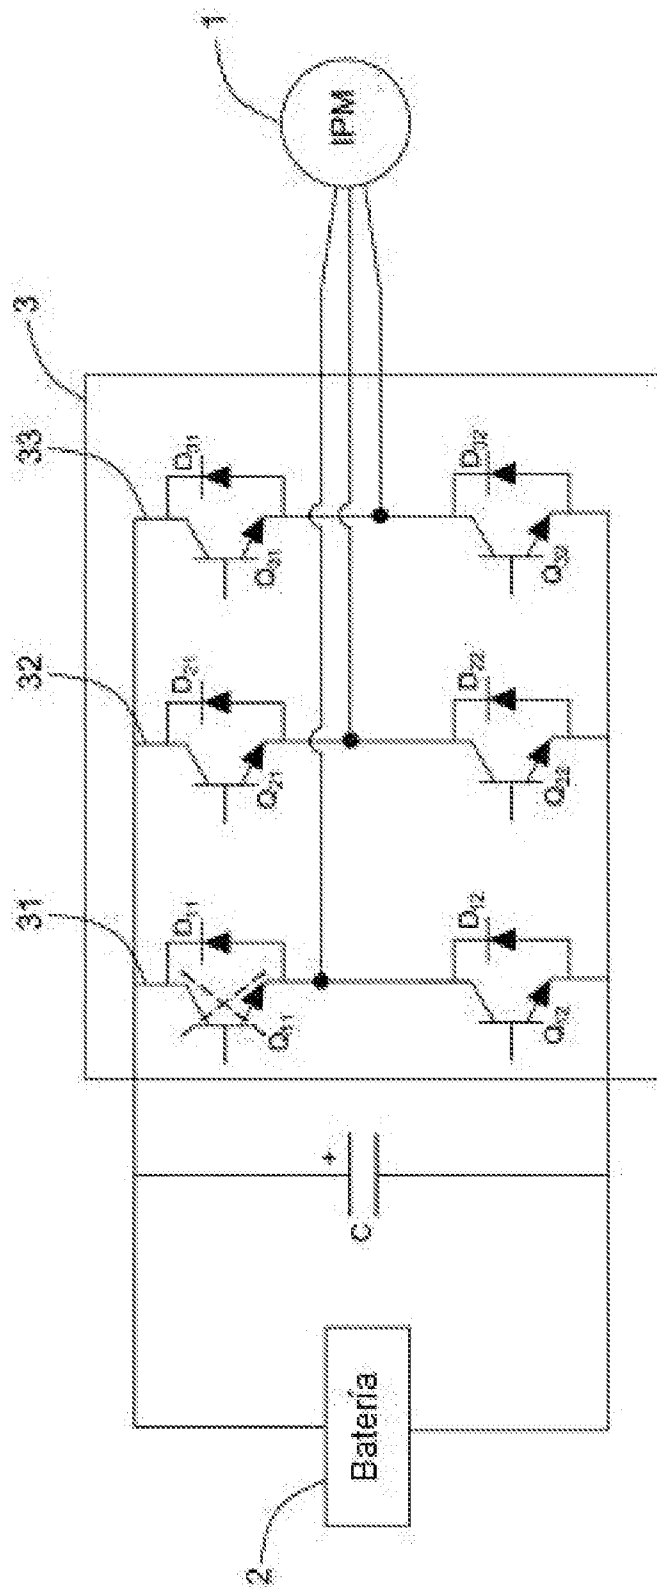 31
32
33
3
1
D₁₁
D₂₁
D₃₁
Q₁₁
Q₂₁
Q₃₁
2
Batería
C
+
IPM
D₁₂
D₂₂
D₃₂
Q₁₂
Q₂₂
Q₃₂